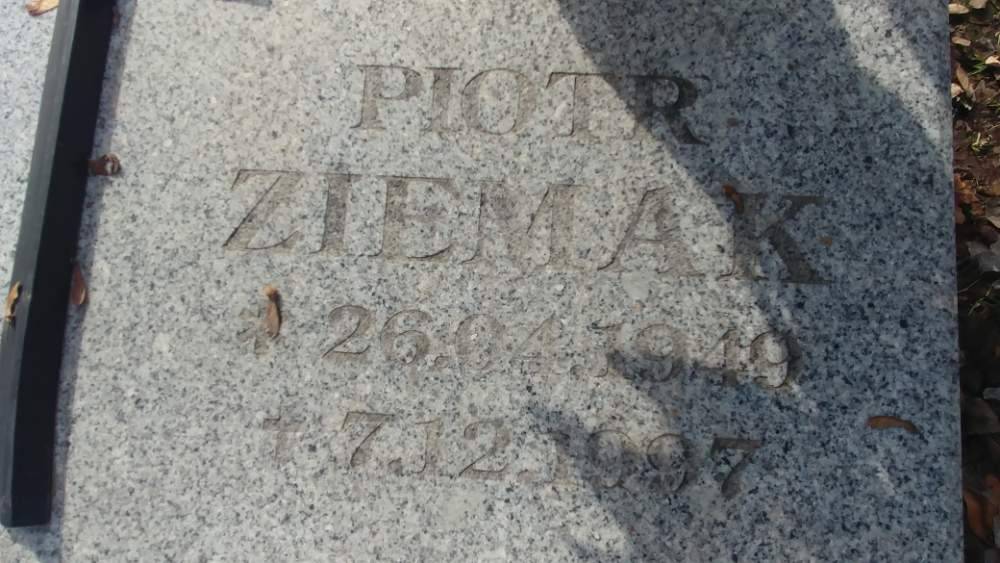 PIOTR
ZIEMAK
* 26.04.1949
† 7.12.1997